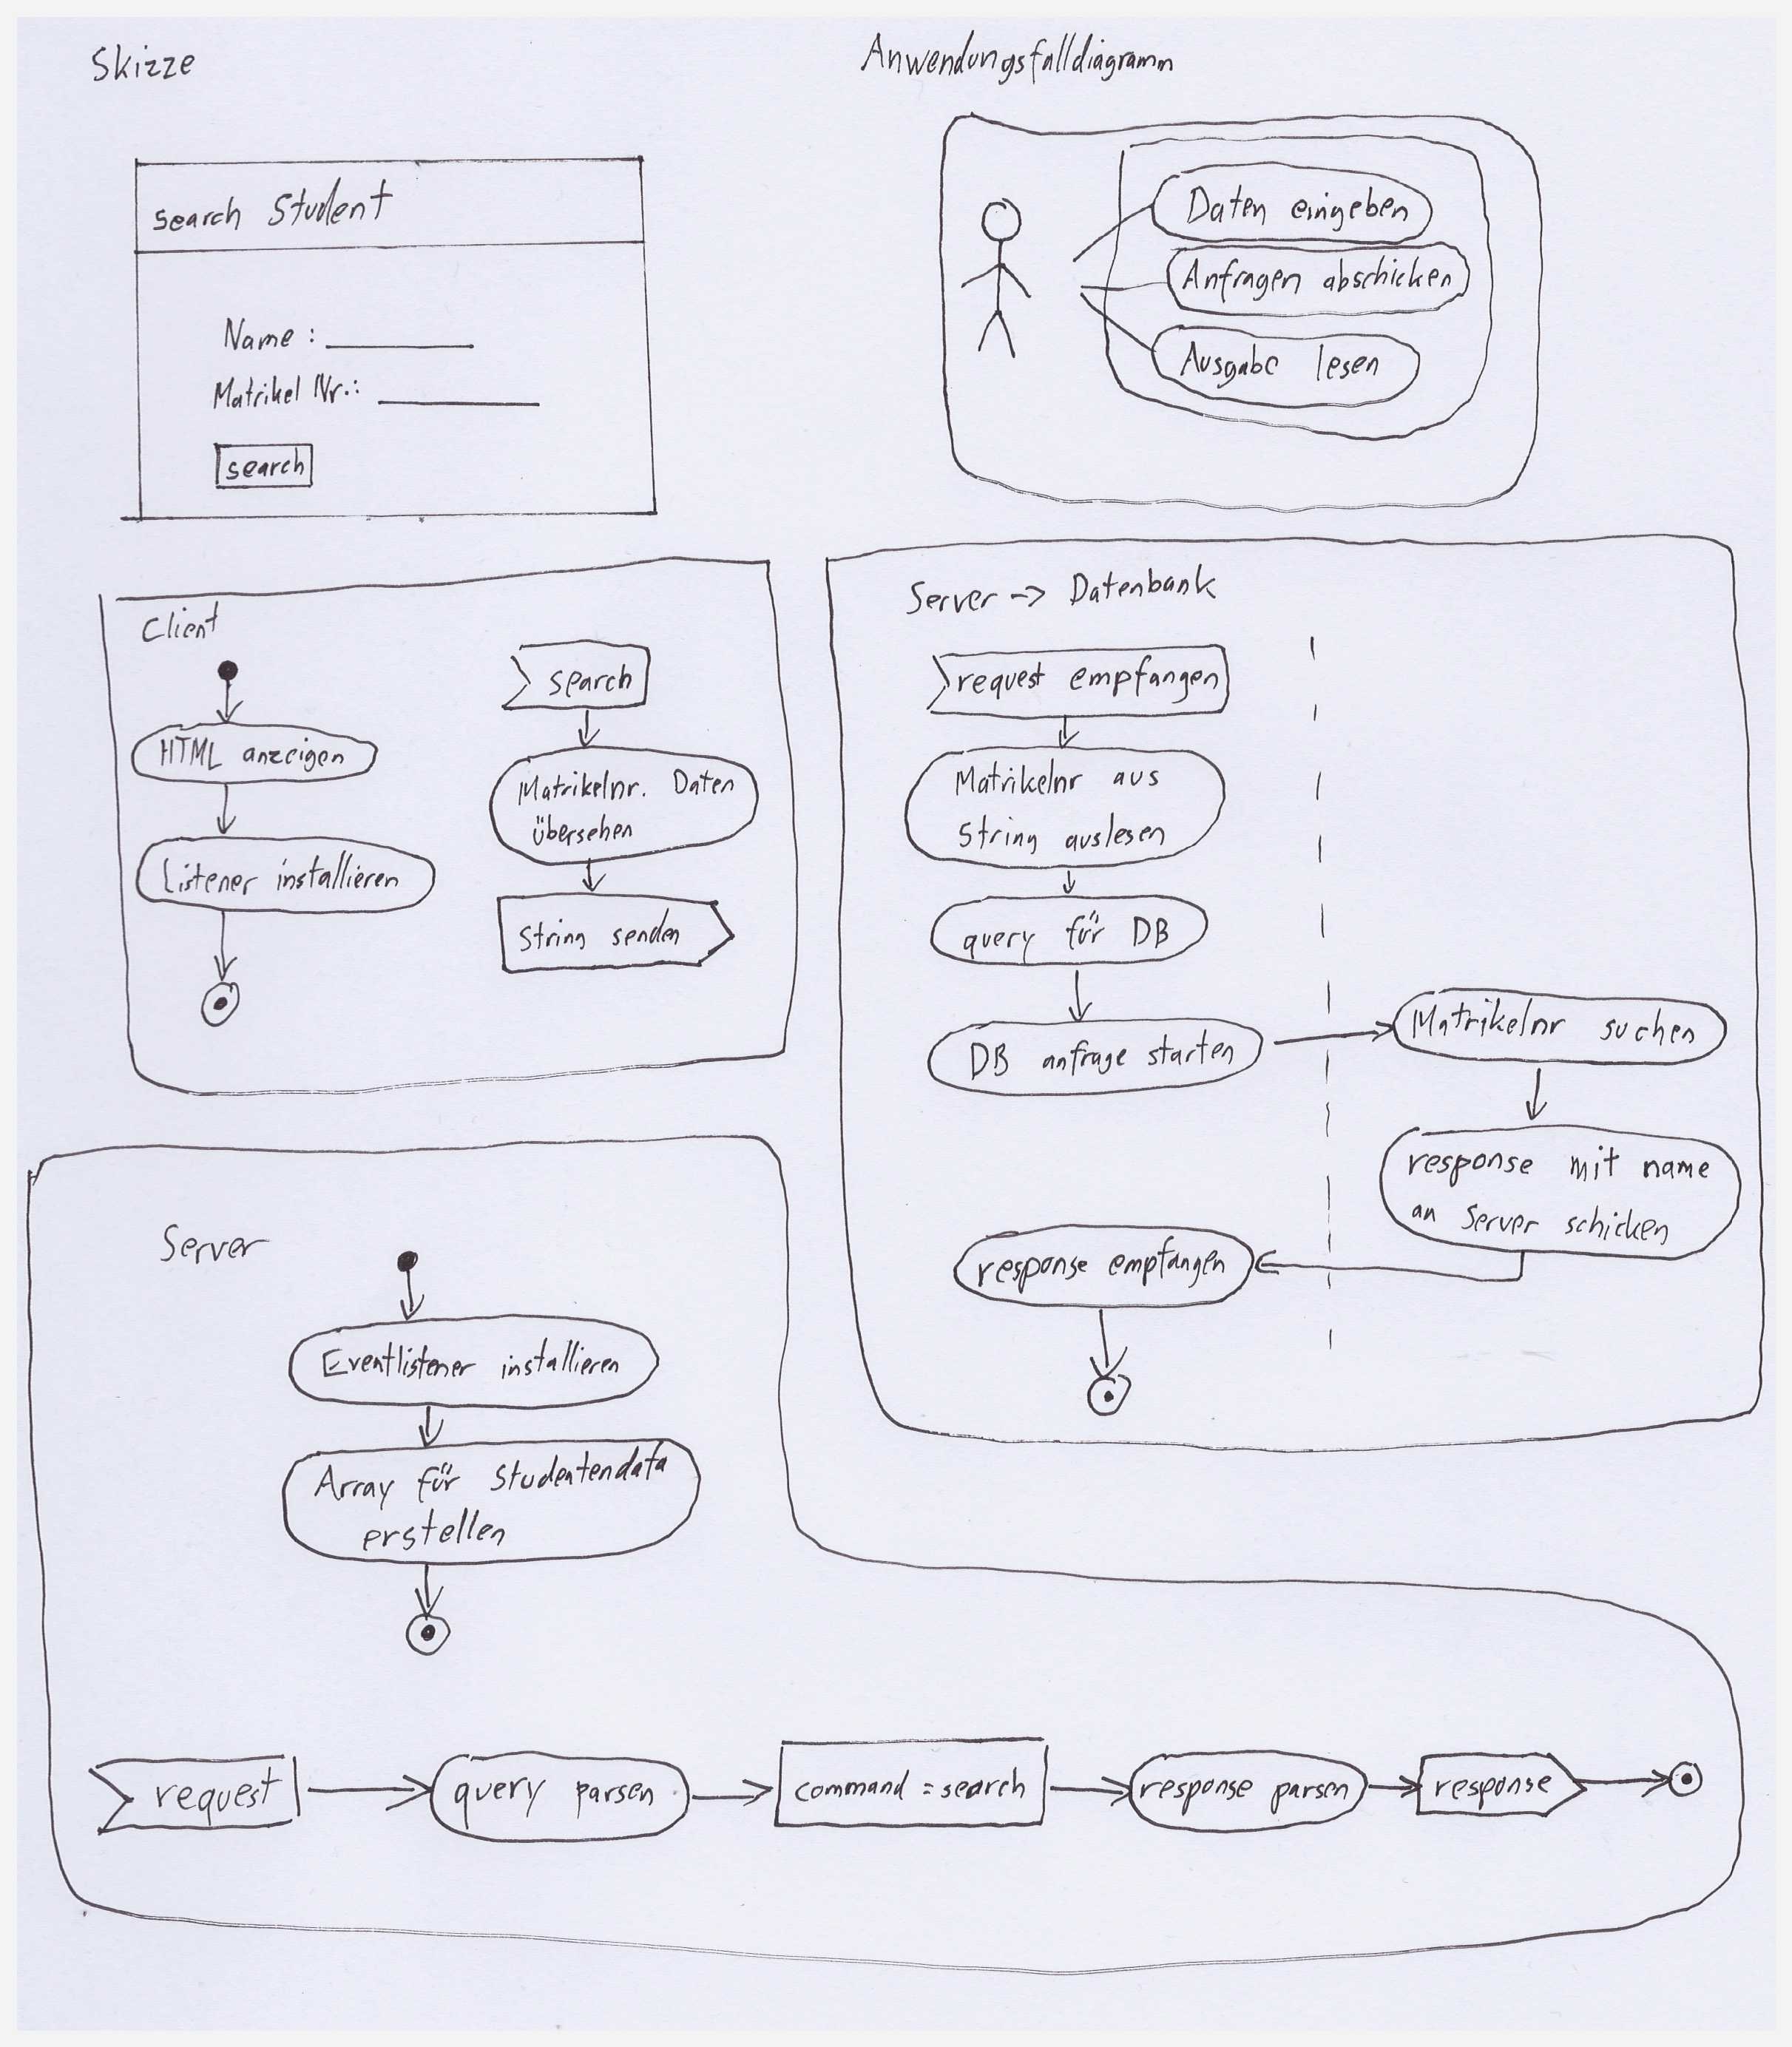 Skizze
search Student
Name :
Matrikel Nr.:
search
Anwendungsfalldiagramm
Daten eingeben
Anfragen abschicken
Ausgabe lesen
Client
HTML anzeigen
Listener installieren
search
Matrikelnr. Daten
übersehen
String senden
Server -> Datenbank
request empfangen
Matrikelnr aus
String auslesen
query für DB
DB anfrage starten
Matrikelnr suchen
response mit name
an Server schicken
response empfangen
Server
Eventlistener installieren
Array für Studentendata
erstellen
request
query parsen
command = search
response parsen
response